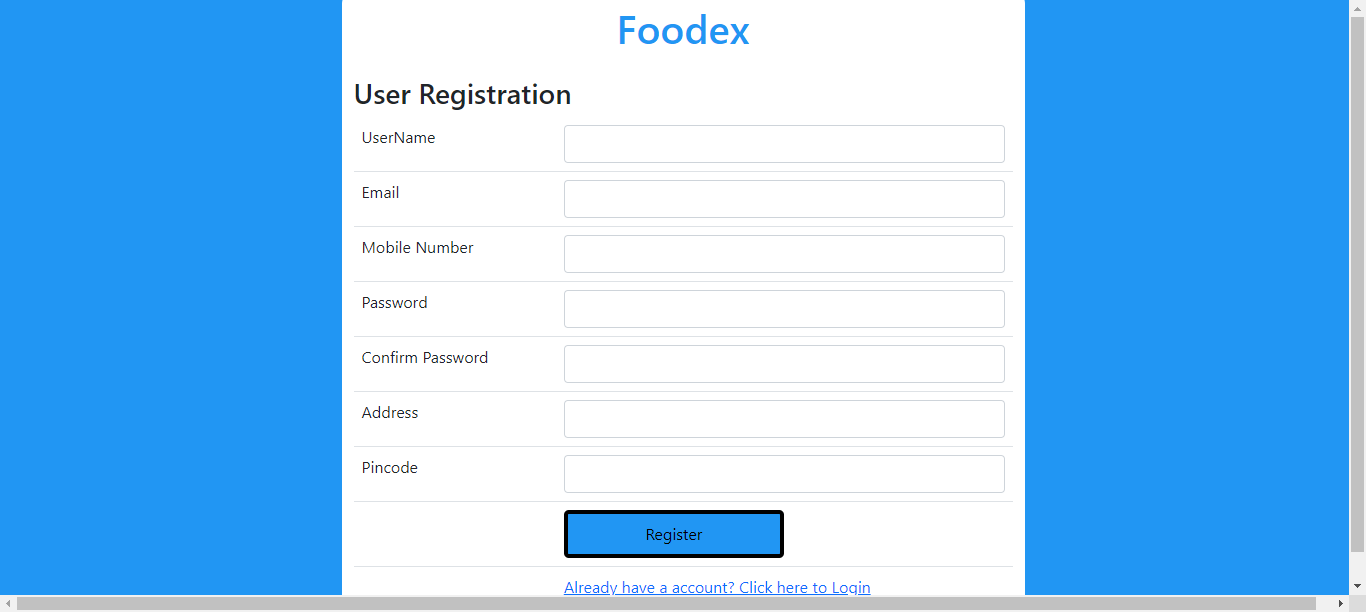 Foodex
User Registration
UserName
Email
Mobile Number
Password
Confirm Password
Address
Pincode
Register
Already have a account? Click here to Login